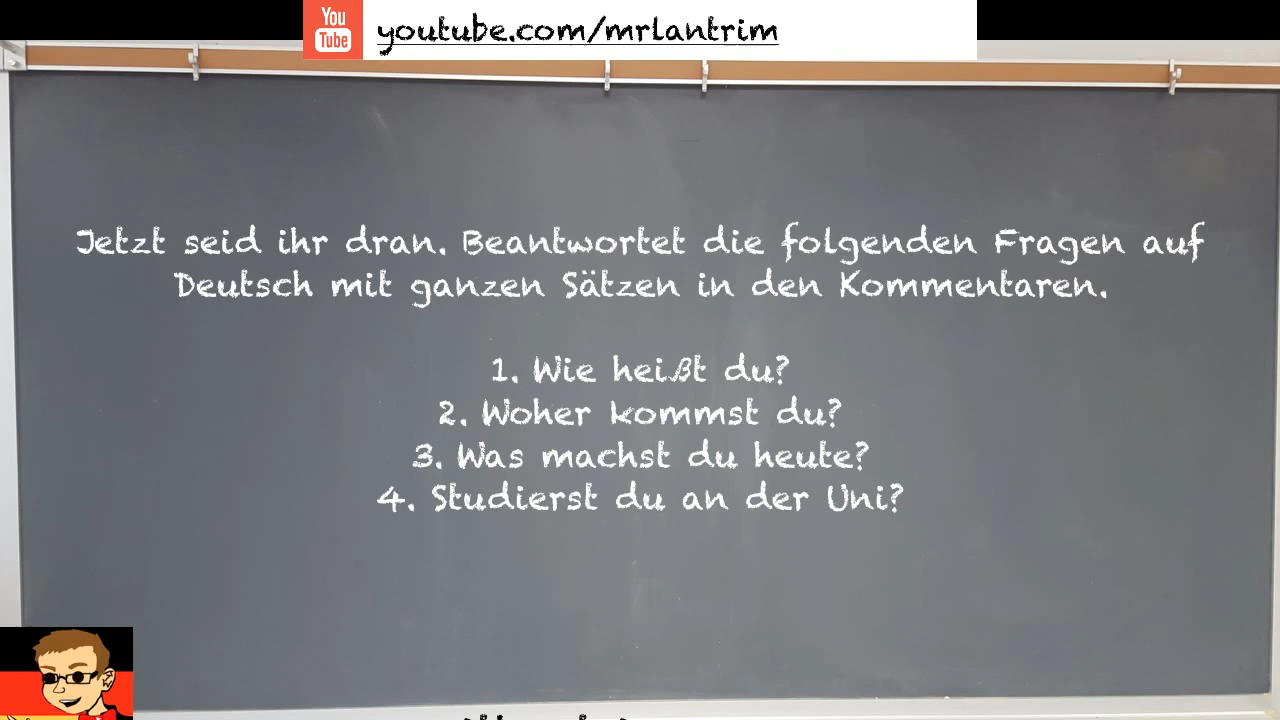 You
Tube
youtube.com/mrlantrim
Jetzt seid ihr dran. Beantwortet die folgenden Fragen auf
Deutsch mit ganzen Sätzen in den Kommentaren.
1. Wie heißt du?
2. Woher kommst du?
3. Was machst du heute?
4. Studierst du an der Uni?